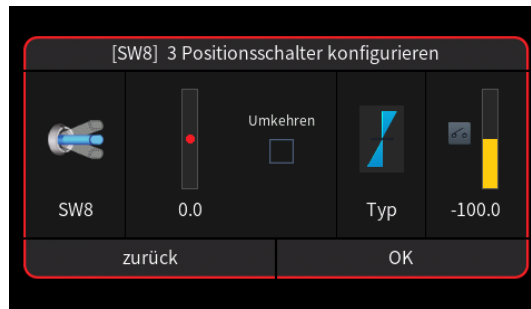 [SW8] 3 Positionsschalter konfigurieren
Umkehren
SW8
0.0
Typ
-100.0
zurück
OK